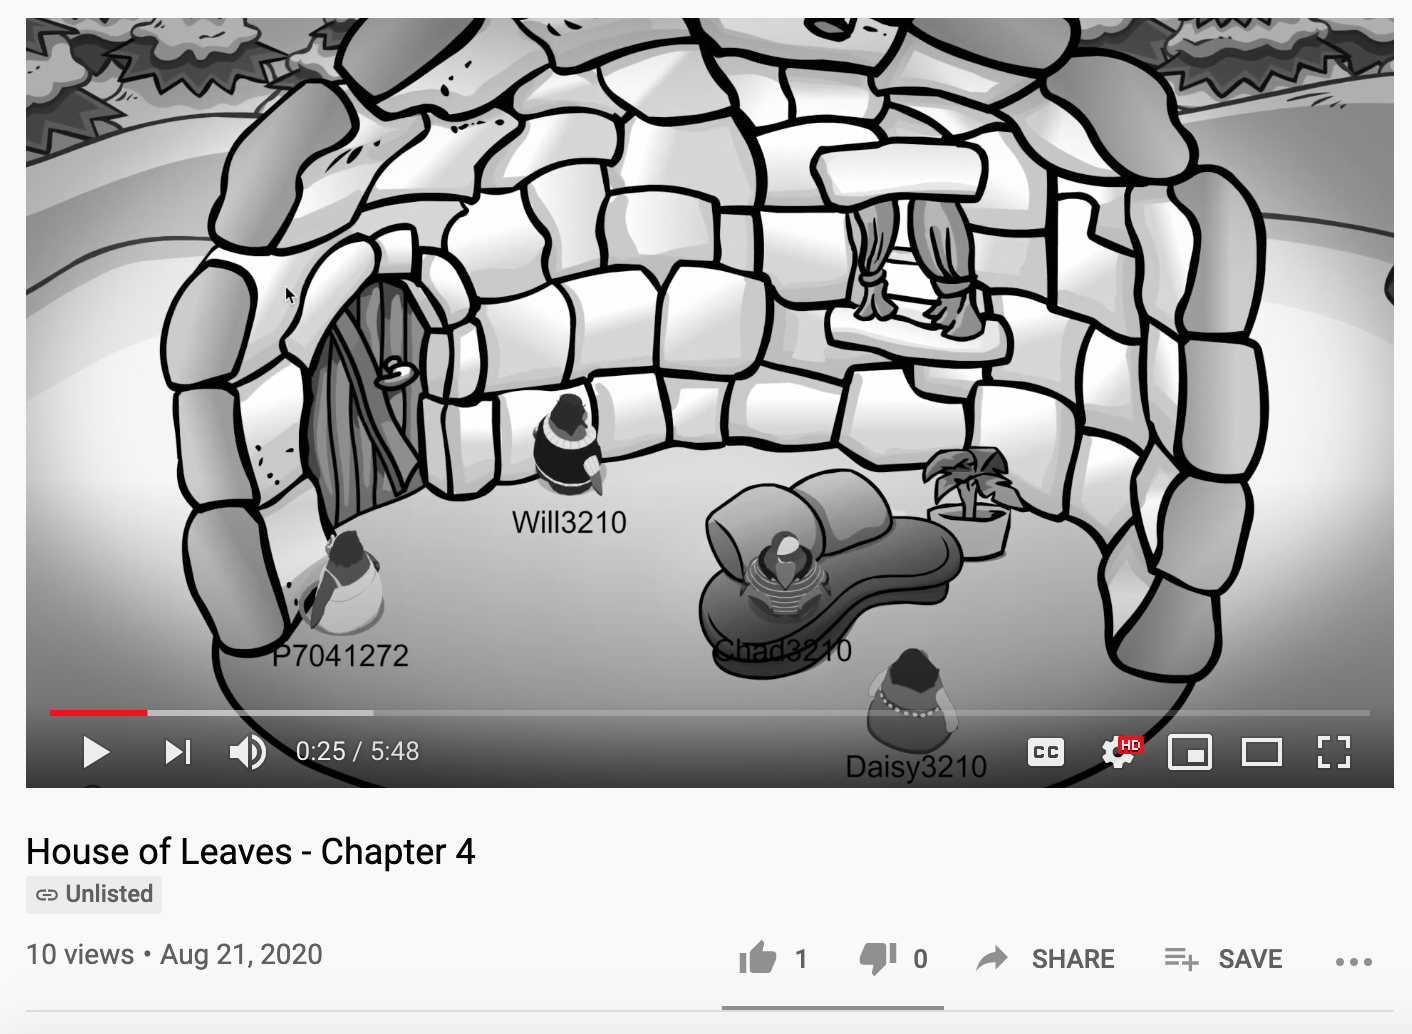 Will3210
P7041272
Chad3210
Daisy3210
0:25 / 5:48
CC
HD
House of Leaves - Chapter 4
Unlisted
10 views • Aug 21, 2020
1
0
SHARE
SAVE